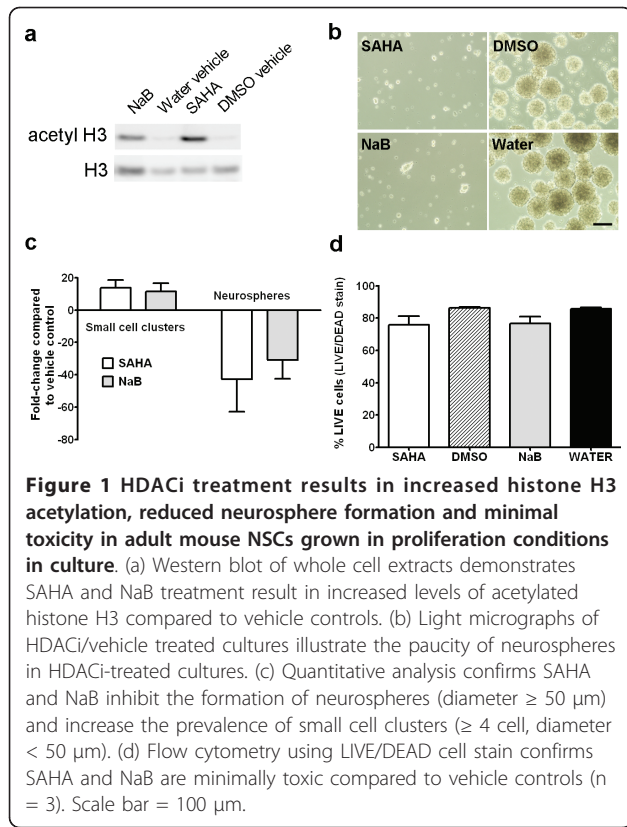 a
NaB
Water vehicle
SAHA
DMSO vehicle
acetyl H3
H3
b
SAHA
DMSO
NaB
Water
c
Fold-change compared
to vehicle control
20
0
-20
-40
-60
-80
Neurospheres
Small cell clusters
SAHA
NaB
d
% LIVE cells (LIVE/DEAD stain)
100
80
60
40
20
0
SAHA
DMSO
NaB
WATER
Figure 1 HDACi treatment results in increased histone H3
acetylation, reduced neurosphere formation and minimal
toxicity in adult mouse NSCs grown in proliferation conditions
in culture. (a) Western blot of whole cell extracts demonstrates
SAHA and NaB treatment result in increased levels of acetylated
histone H3 compared to vehicle controls. (b) Light micrographs of
HDACi/vehicle treated cultures illustrate the paucity of neurospheres
in HDACi-treated cultures. (c) Quantitative analysis confirms SAHA
and NaB inhibit the formation of neurospheres (diameter ≥ 50 μm)
and increase the prevalence of small cell clusters (≥ 4 cell, diameter
< 50 μm). (d) Flow cytometry using LIVE/DEAD cell stain confirms
SAHA and NaB are minimally toxic compared to vehicle controls (n
= 3). Scale bar = 100 μm.